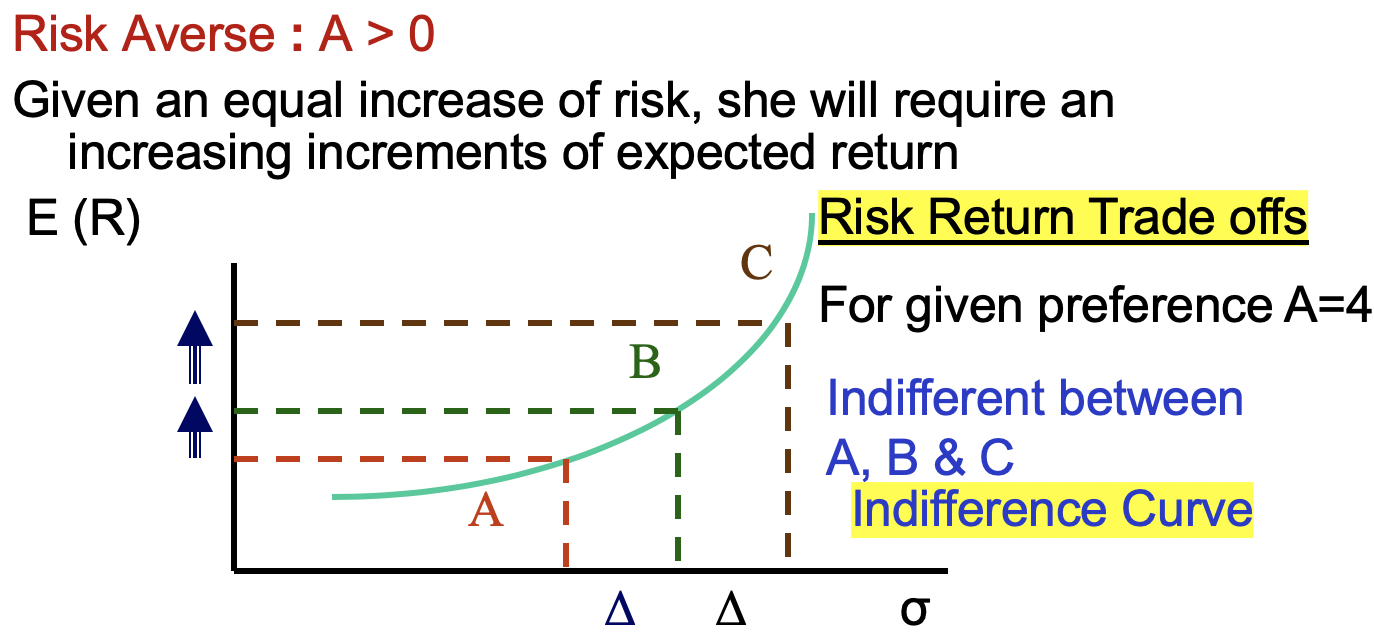 Risk Averse : A > 0
Given an equal increase of risk, she will require an
increasing increments of expected return
E (R)
Risk Return Trade offs
C
For given preference A=4
B
Indifferent between
A, B & C
Indifference Curve
A
Δ Δ σ